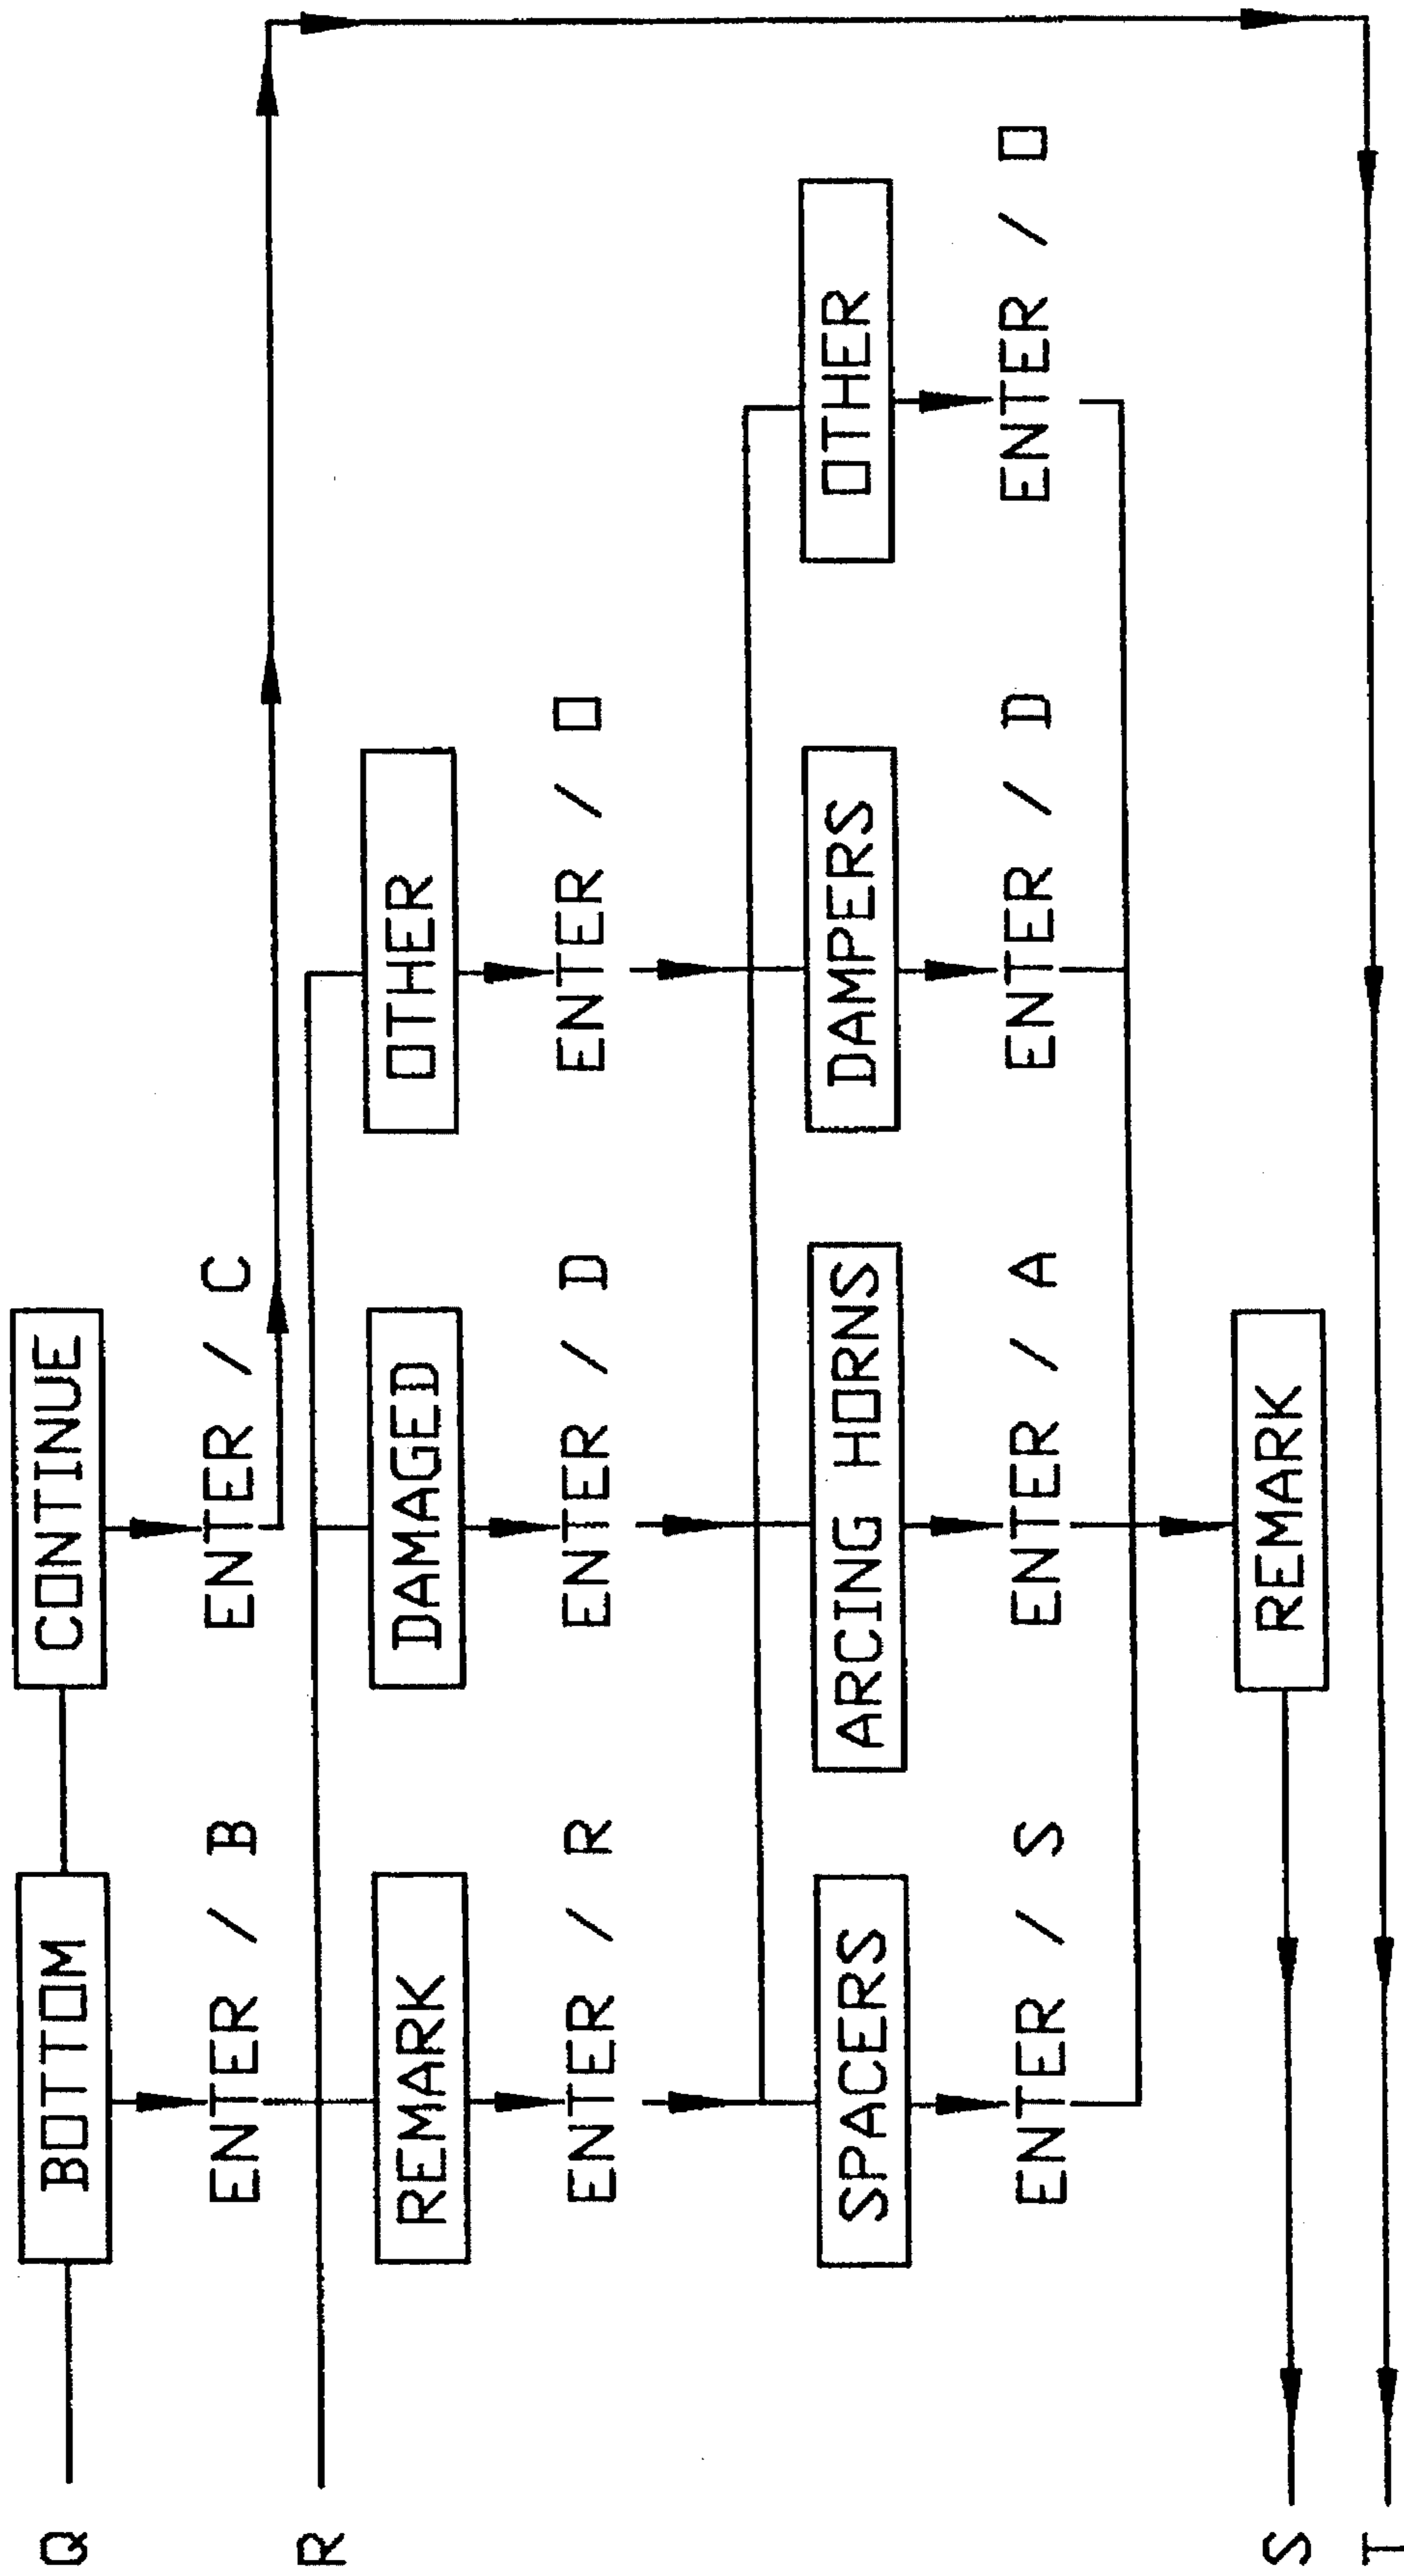 Q
BOTTOM
CONTINUE
ENTER / B
ENTER / C
R
REMARK
DAMAGED
OTHER
ENTER / R
ENTER / D
ENTER / O
SPACERS
ARCING HORNS
DAMPERS
OTHER
ENTER / S
ENTER / A
ENTER / D
ENTER / O
REMARK
S
T